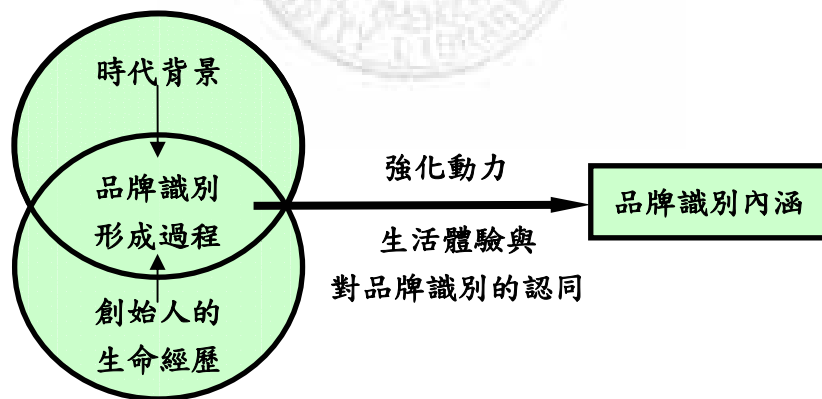 時代背景
品牌識別
形成過程
創始人的
生命經歷
強化動力
生活體驗與
對品牌識別的認同
品牌識別內涵